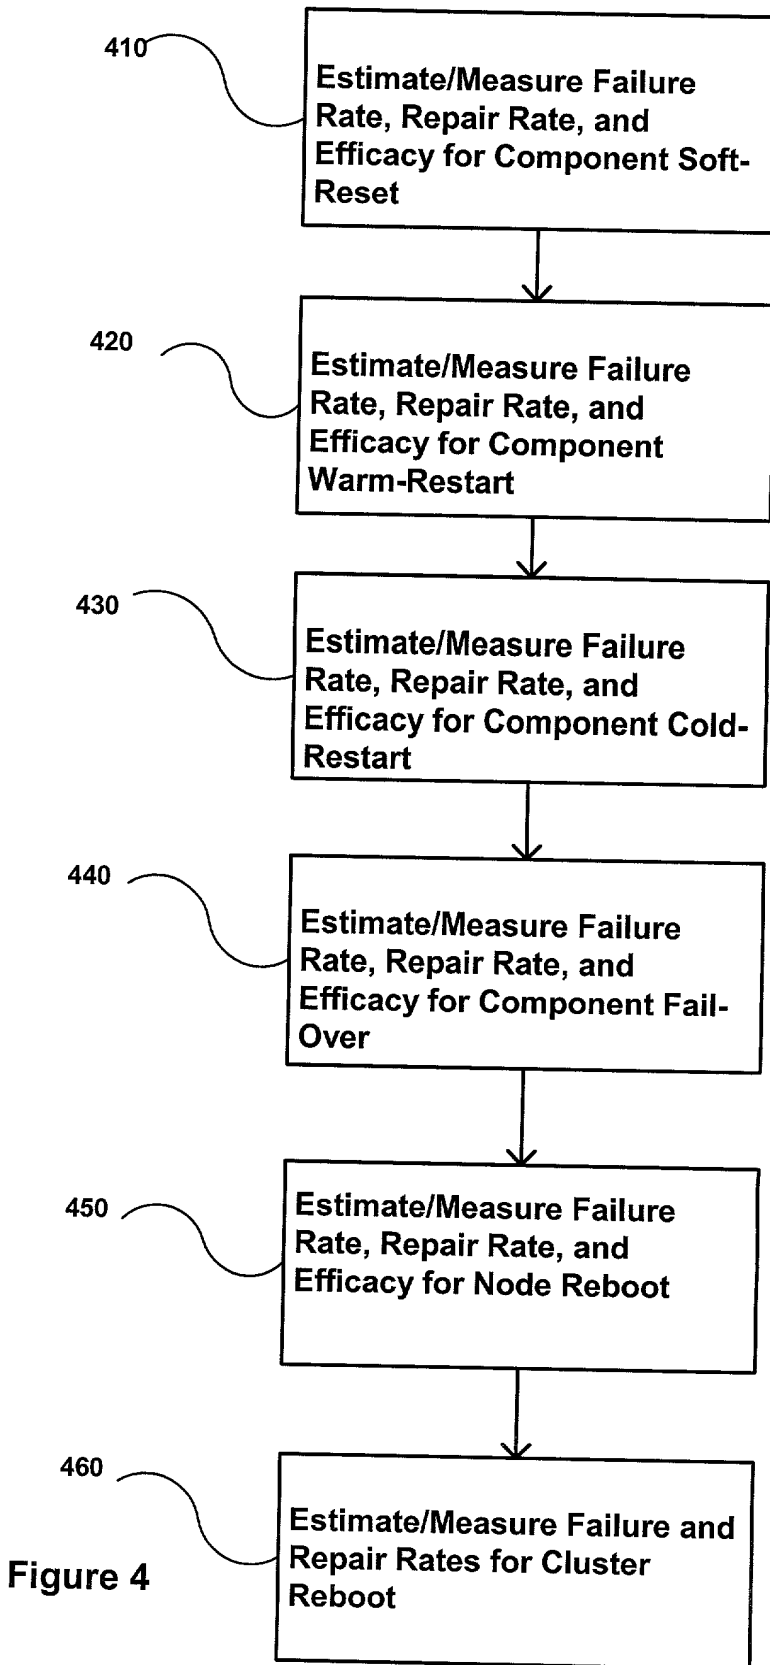 410
Estimate/Measure Failure
Rate, Repair Rate, and
Efficacy for Component Soft-
Reset
420
Estimate/Measure Failure
Rate, Repair Rate, and
Efficacy for Component
Warm-Restart
430
Estimate/Measure Failure
Rate, Repair Rate, and
Efficacy for Component Cold-
Restart
440
Estimate/Measure Failure
Rate, Repair Rate, and
Efficacy for Component Fail-
Over
450
Estimate/Measure Failure
Rate, Repair Rate, and
Efficacy for Node Reboot
460
Estimate/Measure Failure and
Repair Rates for Cluster
Reboot
Figure 4